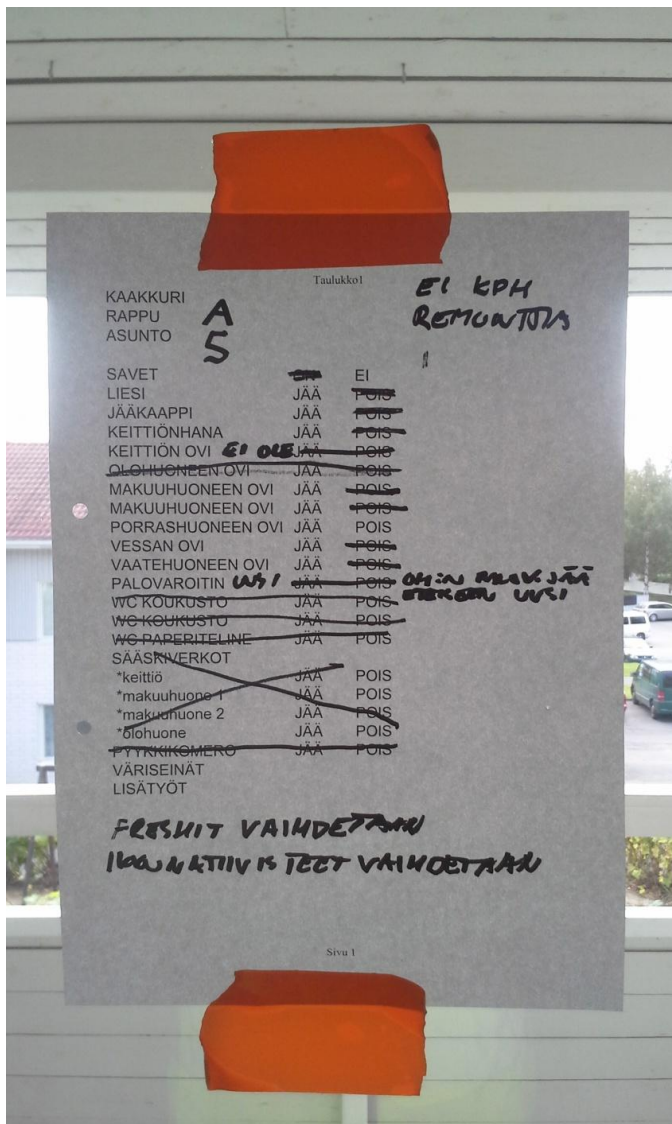 Taulukko1
EI KPH
REMONTTIA
KAAKKURI
RAPPU A
ASUNTO 5
SAVET ON EI
LIESI JÄÄ POIS
JÄÄKAAPPI JÄÄ POIS
KEITTIÖNHANA JÄÄ POIS
KEITTIÖN OVI EI OLE JÄÄ POIS
OLOHUONEEN OVI JÄÄ POIS
MAKUUHUONEEN OVI JÄÄ POIS
MAKUUHUONEEN OVI JÄÄ POIS
PORRASHUONEEN OVI JÄÄ POIS
VESSAN OVI JÄÄ POIS
VAATEHUONEEN OVI JÄÄ POIS
PALOVAROITIN UUSI JÄÄ POIS JÄÄ
WC KOUKUSTO JÄÄ POIS UUSI
WC KOUKUSTO JÄÄ POIS
WC PAPERITELINE JÄÄ POIS
SÄÄSKIVERKOT
*keittiö JÄÄ POIS
*makuuhuone 1 JÄÄ POIS
*makuuhuone 2 JÄÄ POIS
*olohuone JÄÄ POIS
PYYKKIKOMERO JÄÄ POIS
VÄRISEINÄT
LISÄTYÖT
FRESHIT VAIHDETAAN
IKKUNATIIVISTEET VAIHDETAAN
Sivu 1